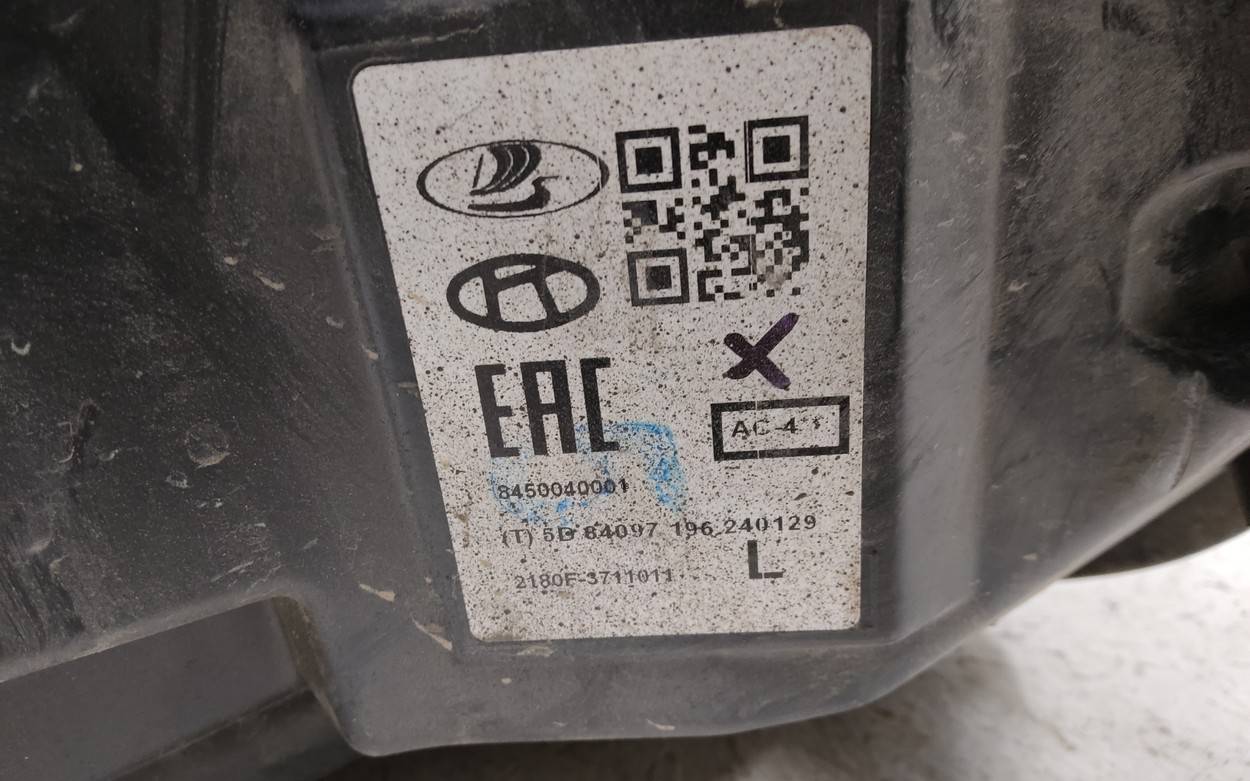 EAC
AC-4
8450040001
(T) 5D 84097 196 240129
L
2180F-3711011